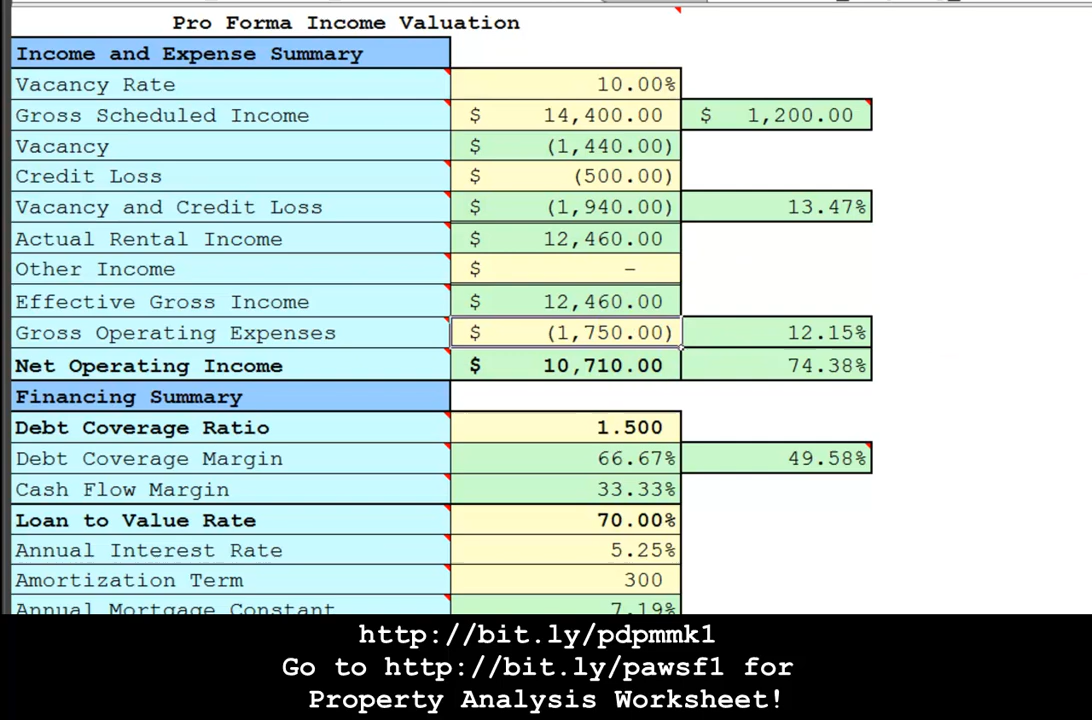 Pro Forma Income Valuation
Income and Expense Summary
Vacancy Rate 10.00%
Gross Scheduled Income $ 14,400.00 $ 1,200.00
Vacancy $ (1,440.00)
Credit Loss $ (500.00)
Vacancy and Credit Loss $ (1,940.00) 13.47%
Actual Rental Income $ 12,460.00
Other Income $ –
Effective Gross Income $ 12,460.00
Gross Operating Expenses $ (1,750.00) 12.15%
Net Operating Income $ 10,710.00 74.38%
Financing Summary
Debt Coverage Ratio 1.500
Debt Coverage Margin 66.67% 49.58%
Cash Flow Margin 33.33%
Loan to Value Rate 70.00%
Annual Interest Rate 5.25%
Amortization Term 300
Annual Mortgage Constant 7.19%
http://bit.ly/pdpmmk1
Go to http://bit.ly/pawsf1 for
Property Analysis Worksheet!